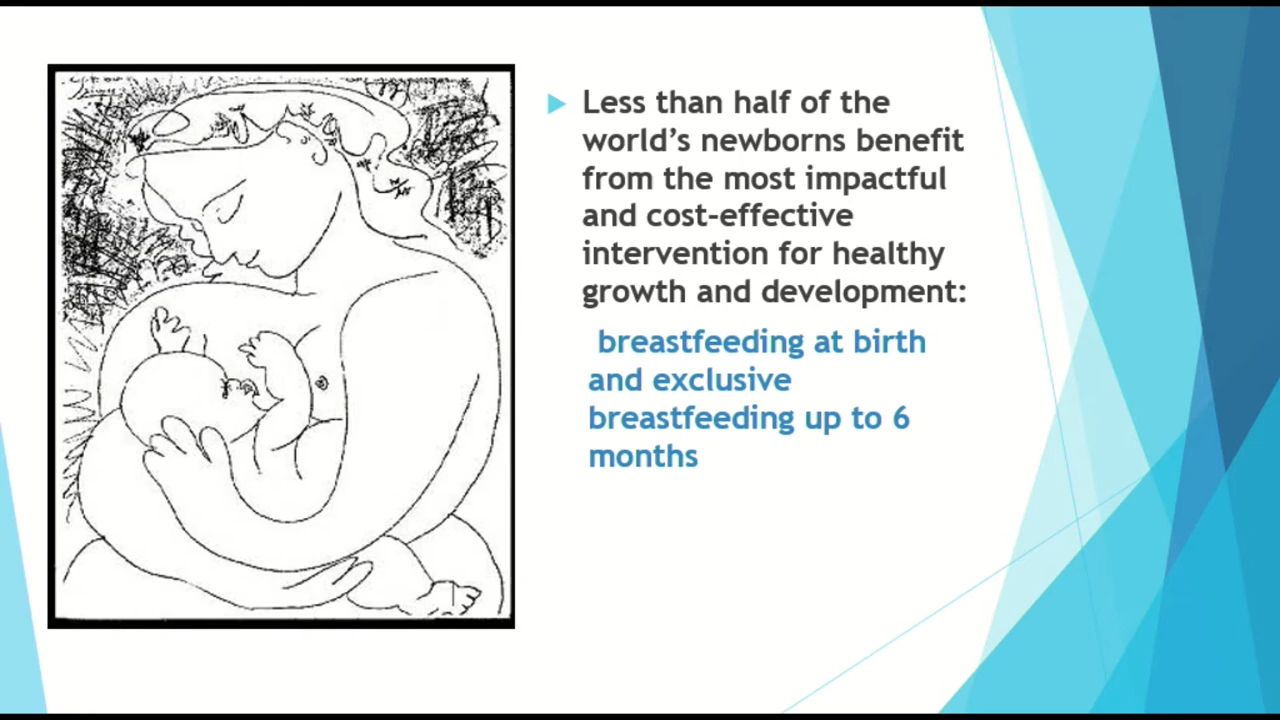 Less than half of the
world's newborns benefit
from the most impactful
and cost-effective
intervention for healthy
growth and development:
breastfeeding at birth
and exclusive
breastfeeding up to 6
months